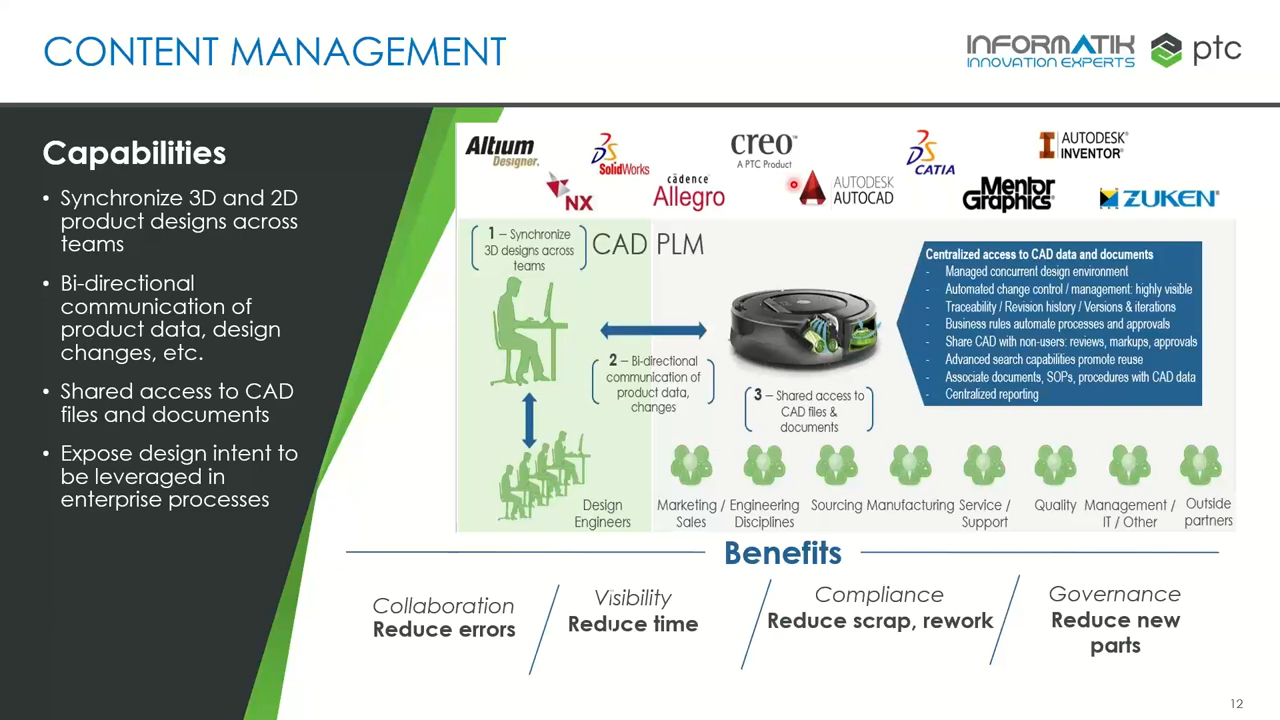 CONTENT MANAGEMENT
INFORMATIK
INNOVATION EXPERTS
ptc
Capabilities
• Synchronize 3D and 2D
product designs across
teams
• Bi-directional
communication of
product data, design
changes, etc.
• Shared access to CAD
files and documents
• Expose design intent to
be leveraged in
enterprise processes
Altium
Designer.
SolidWorks
NX
cādence
Allegro
creo™
A PTC Product
AUTODESK®
AUTOCAD
CATIA
Mentor
Graphics®
AUTODESK®
INVENTOR®
ZUKEN®
1 – Synchronize
3D designs across
teams
CAD PLM
2 – Bi-directional
communication of
product data,
changes
3 – Shared access to
CAD files &
documents
Centralized access to CAD data and documents
- Managed concurrent design environment
- Automated change control / management: highly visible
- Traceability / Revision history / Versions & iterations
- Business rules automate processes and approvals
- Share CAD with non-users: reviews, markups, approvals
- Advanced search capabilities promote reuse
- Associate documents, SOPs, procedures with CAD data
- Centralized reporting
Design
Engineers
Marketing /
Sales
Engineering
Disciplines
Sourcing
Manufacturing
Service /
Support
Quality
Management /
IT / Other
Outside
partners
Benefits
Collaboration
Reduce errors
Visibility
Reduce time
Compliance
Reduce scrap, rework
Governance
Reduce new
parts
12